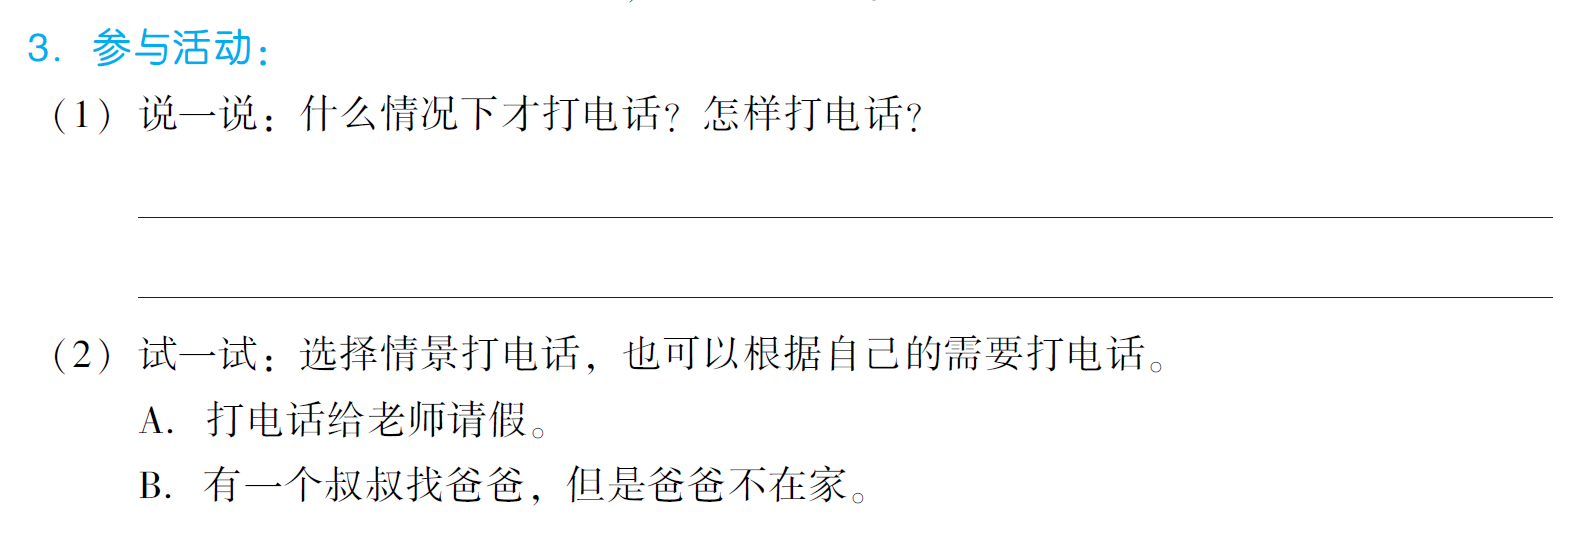 3. 参与活动：
（1）说一说：什么情况下才打电话？怎样打电话？
（2）试一试：选择情景打电话，也可以根据自己的需要打电话。
A. 打电话给老师请假。
B. 有一个叔叔找爸爸，但是爸爸不在家。